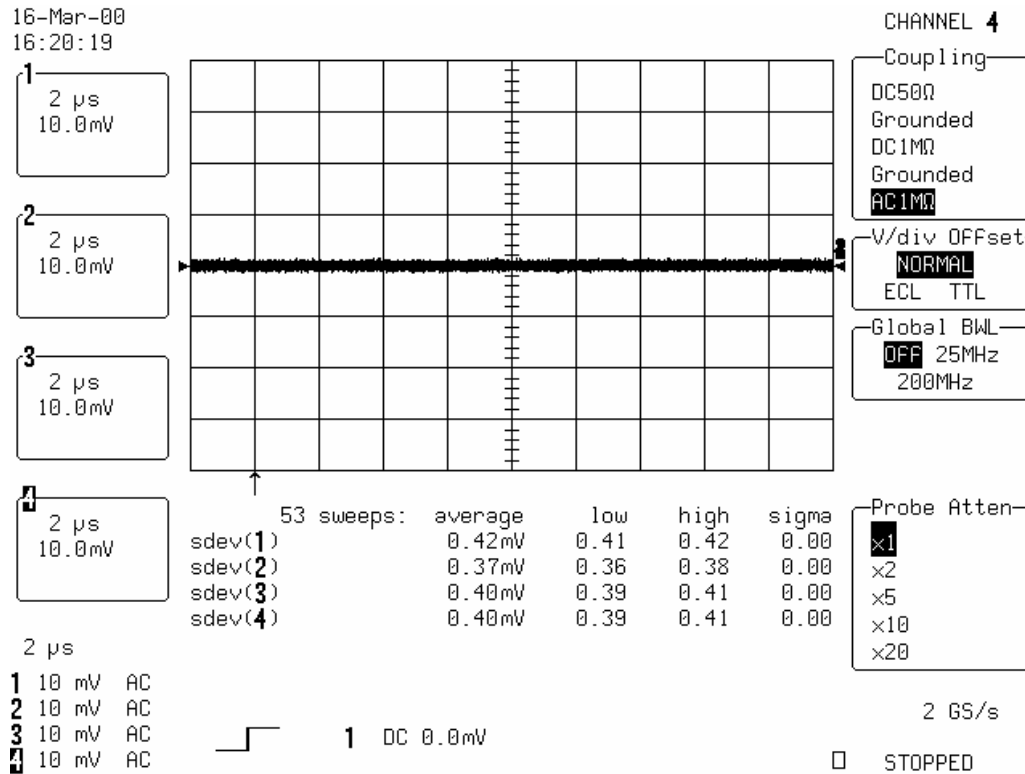 16-Mar-00
16:20:19
CHANNEL 4
1
2 µs
10.0mV
2
2 µs
10.0mV
3
2 µs
10.0mV
4
2 µs
10.0mV
Coupling
DC50Ω
Grounded
DC1MΩ
Grounded
AC1MΩ
V/div OFFset
NORMAL
ECL TTL
Global BWL
OFF 25MHz
200MHz
53 sweeps: average low high sigma
sdev(1) 0.42mV 0.41 0.42 0.00
sdev(2) 0.37mV 0.36 0.38 0.00
sdev(3) 0.40mV 0.39 0.41 0.00
sdev(4) 0.40mV 0.39 0.41 0.00
Probe Atten
×1
×2
×5
×10
×20
2 µs
1 10 mV AC
2 10 mV AC
3 10 mV AC
4 10 mV AC
1 DC 0.0mV
2 GS/s
STOPPED